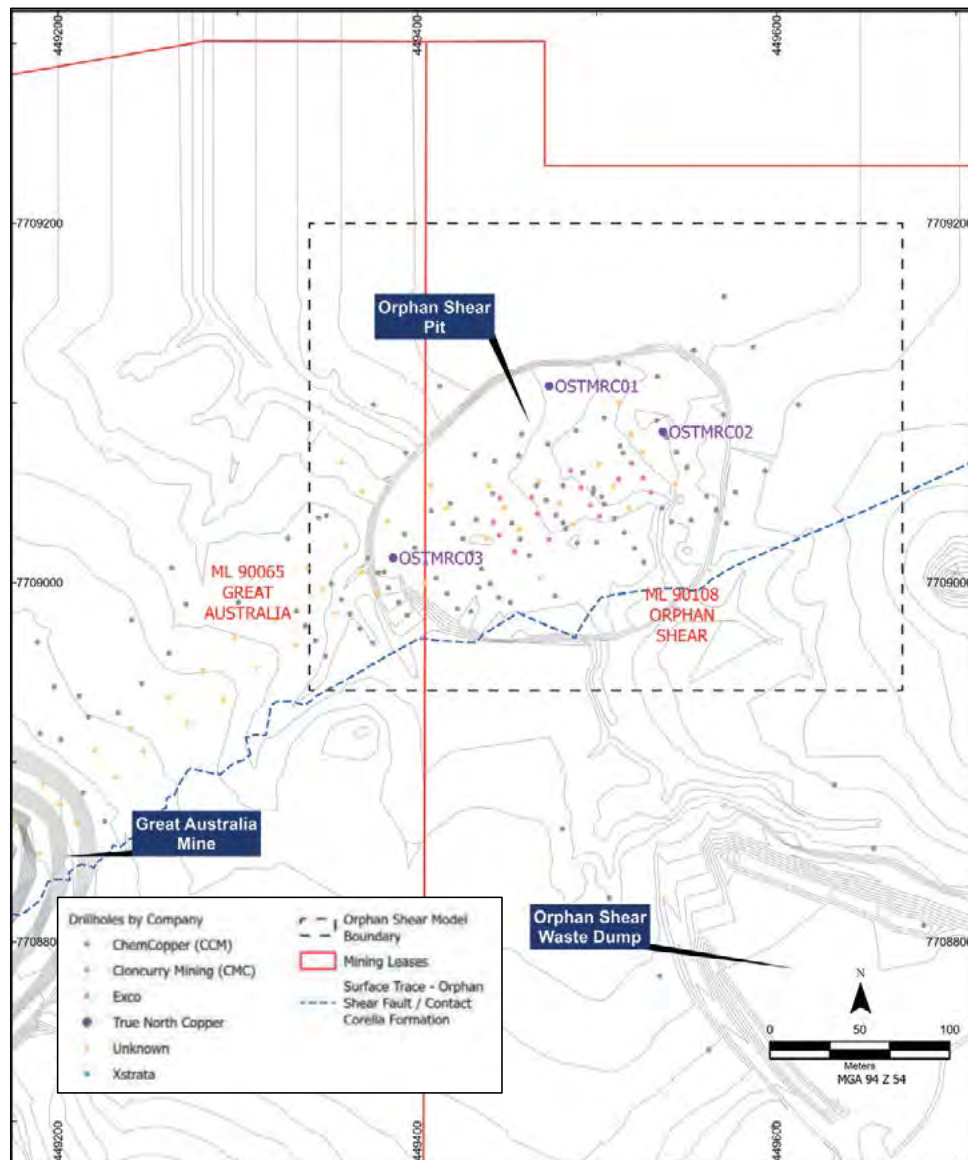 449200
449400
449600
7709200
7709200
Orphan Shear
Pit
OSTMRC01
OSTMRC02
OSTMRC03
7709000
7709000
ML 90065
GREAT
AUSTRALIA
ML 90108
ORPHAN
SHEAR
Great Australia
Mine
Orphan Shear
Waste Dump
7708800
7708800
Drillholes by Company
ChemCopper (CCM)
Cloncurry Mining (CMC)
Exco
True North Copper
Unknown
Xstrata
Orphan Shear Model
Boundary
Mining Leases
Surface Trace - Orphan
Shear Fault / Contact
Corella Formation
N
0 50 100
Meters
MGA 94 Z 54
449200
449400
449600